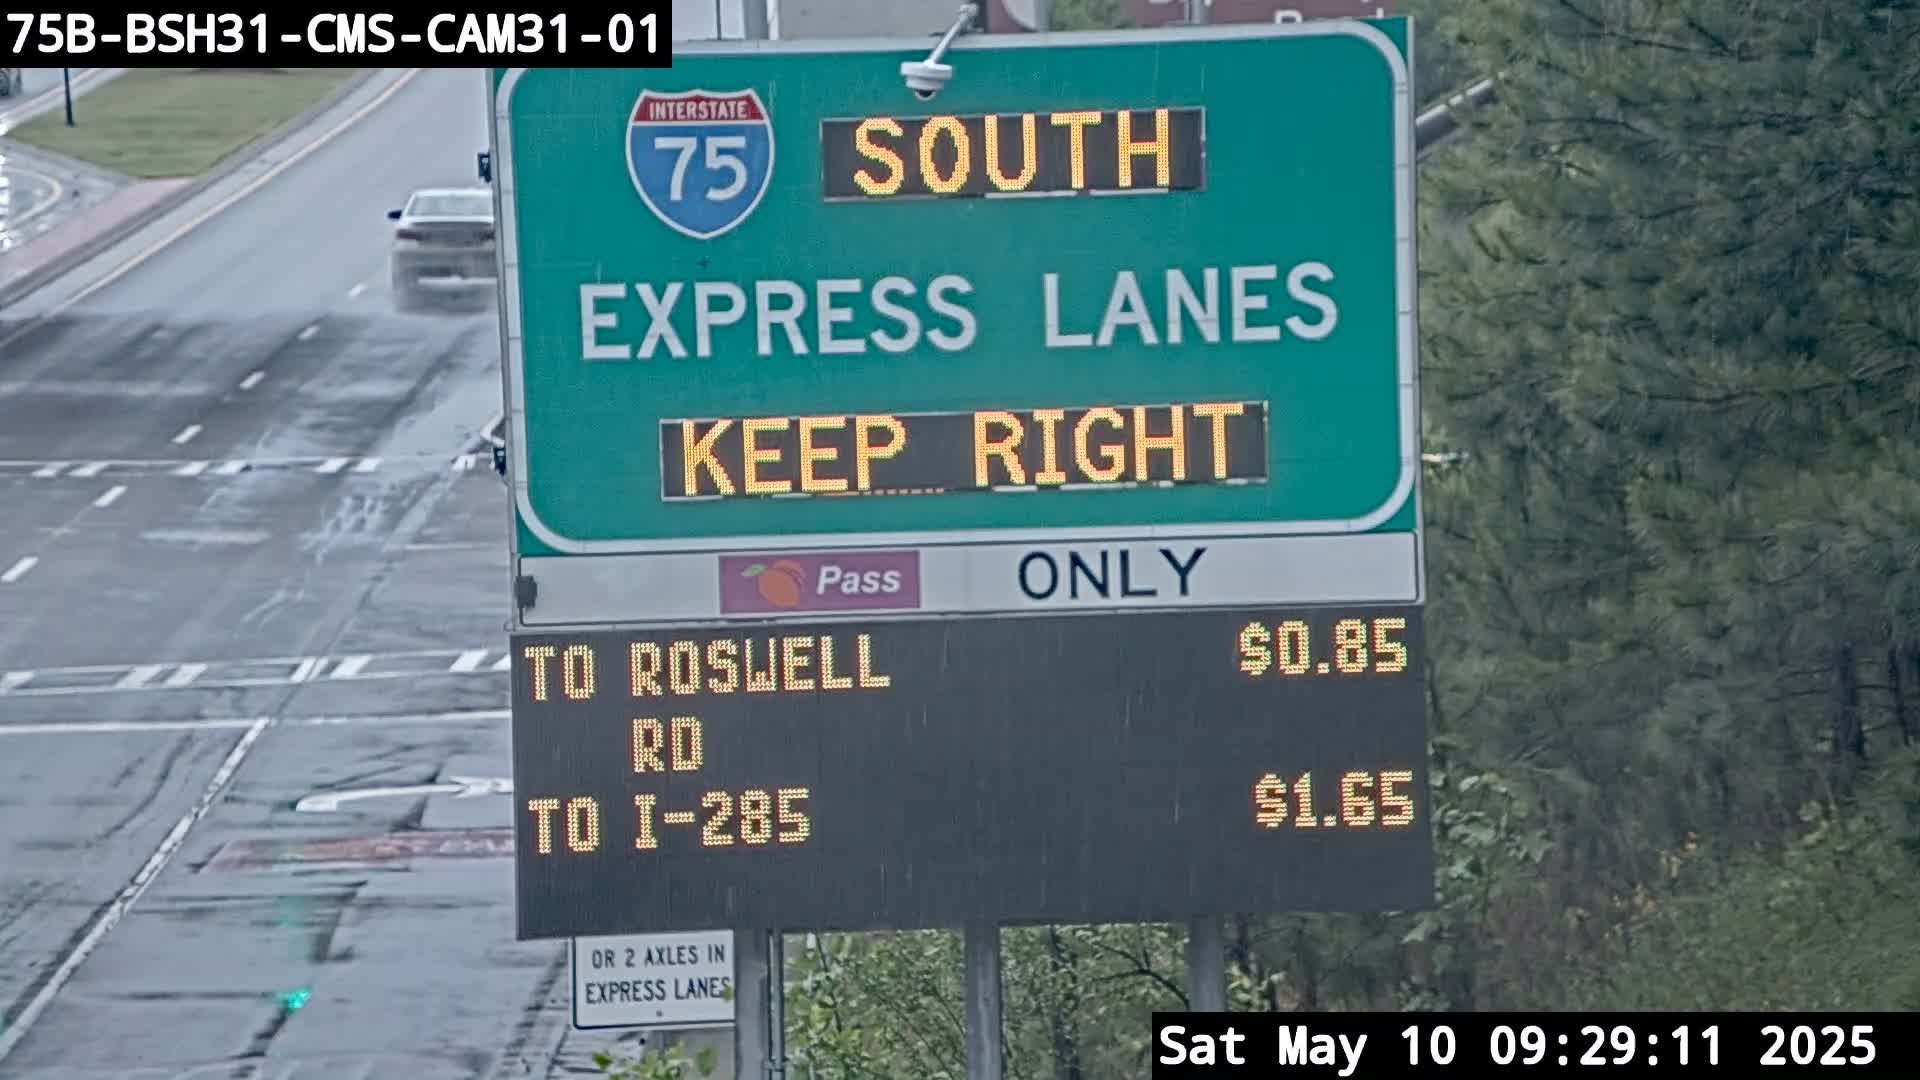 75B-BSH31-CMS-CAM31-01
INTERSTATE
75
SOUTH
EXPRESS LANES
KEEP RIGHT
Pass ONLY
TO ROSWELL $0.85
RD
TO I-285 $1.65
OR 2 AXLES IN
EXPRESS LANES
Sat May 10 09:29:11 2025